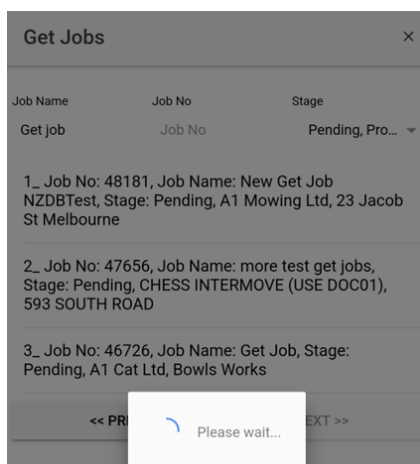 Get Jobs ×
Job Name Job No Stage
Get job Job No Pending, Pro...
1_ Job No: 48181, Job Name: New Get Job
NZDBTest, Stage: Pending, A1 Mowing Ltd, 23 Jacob
St Melbourne
2_ Job No: 47656, Job Name: more test get jobs,
Stage: Pending, CHESS INTERMOVE (USE DOC01),
593 SOUTH ROAD
3_ Job No: 46726, Job Name: Get Job, Stage:
Pending, A1 Cat Ltd, Bowls Works
<< Please wait... >>